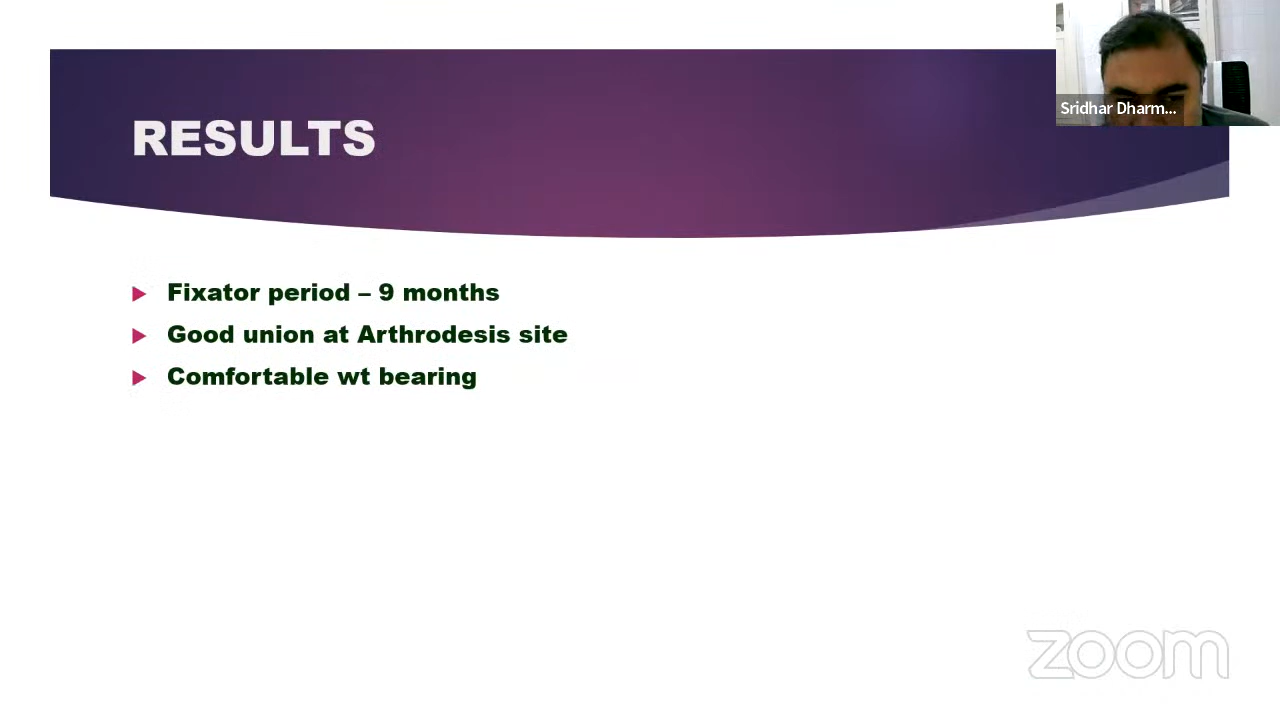 Sridhar Dharm...
RESULTS
Fixator period – 9 months
Good union at Arthrodesis site
Comfortable wt bearing
zoom